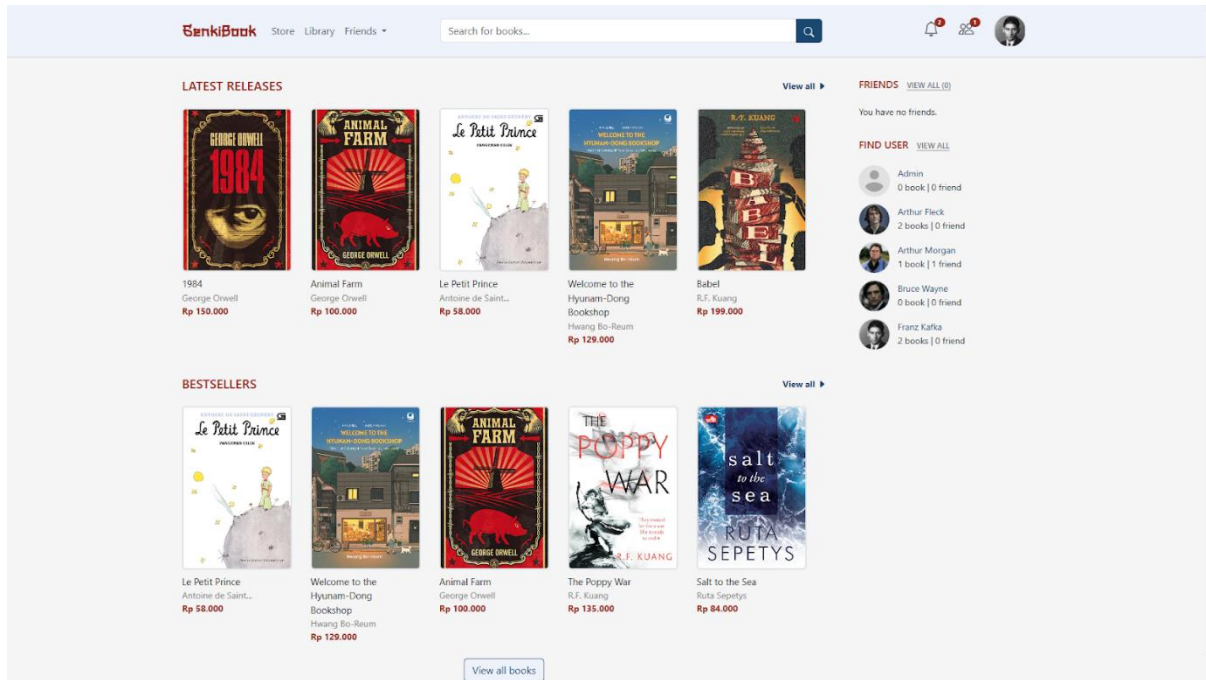 GenkiBook Store Library Friends
Search for books...
2
1
LATEST RELEASES
View all
GEORGE ORWELL
1984
1984
George Orwell
Rp 150.000
ANIMAL
FARM
GEORGE ORWELL
Animal Farm
George Orwell
Rp 100.000
Le Petit Prince
Le Petit Prince
Antoine de Saint...
Rp 58.000
WELCOME TO THE
HYUNAM-DONG BOOKSHOP
Hwang Bo-Reum
Welcome to the
Hyunam-Dong
Bookshop
Hwang Bo-Reum
Rp 129.000
R.F. KUANG
BABEL
Babel
R.F. Kuang
Rp 199.000
FRIENDS VIEW ALL (0)
You have no friends.
FIND USER VIEW ALL
Admin
0 book | 0 friend
Arthur Fleck
2 books | 0 friend
Arthur Morgan
1 book | 1 friend
Bruce Wayne
0 book | 0 friend
Franz Kafka
2 books | 0 friend
BESTSELLERS
View all
Le Petit Prince
Le Petit Prince
Antoine de Saint...
Rp 58.000
WELCOME TO THE
HYUNAM-DONG BOOKSHOP
Hwang Bo-Reum
Welcome to the
Hyunam-Dong
Bookshop
Hwang Bo-Reum
Rp 129.000
ANIMAL
FARM
GEORGE ORWELL
Animal Farm
George Orwell
Rp 100.000
THE
POPPY
WAR
R.F. KUANG
The Poppy War
R.F. Kuang
Rp 135.000
salt
to the
sea
RUTA
SEPETYS
Salt to the Sea
Ruta Sepetys
Rp 84.000
View all books